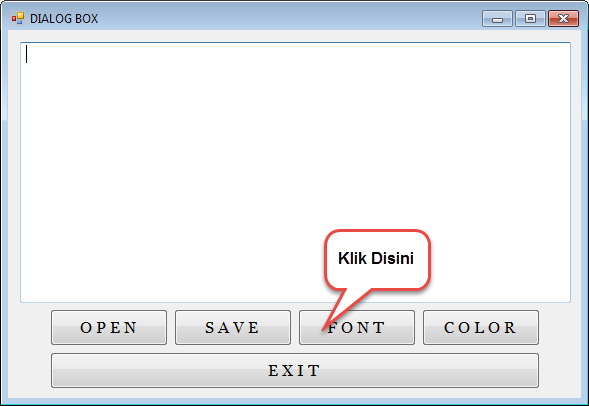 DIALOG BOX
Klik Disini
OPEN
SAVE
FONT
COLOR
EXIT